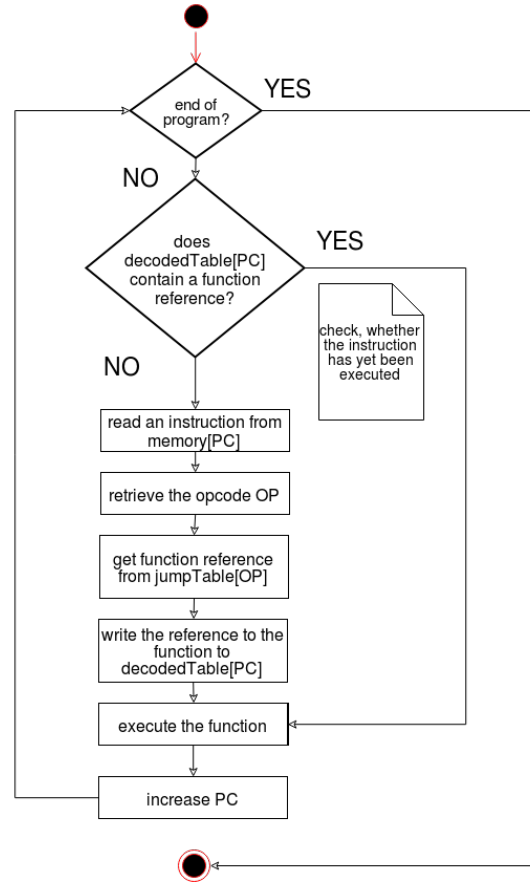 YES
end of
program?
NO
does
decodedTable[PC]
contain a function
reference?
YES
check, whether
the instruction
has yet been
executed
NO
read an instruction from
memory[PC]
retrieve the opcode OP
get function reference
from jumpTable[OP]
write the reference to the
function to
decodedTable[PC]
execute the function
increase PC